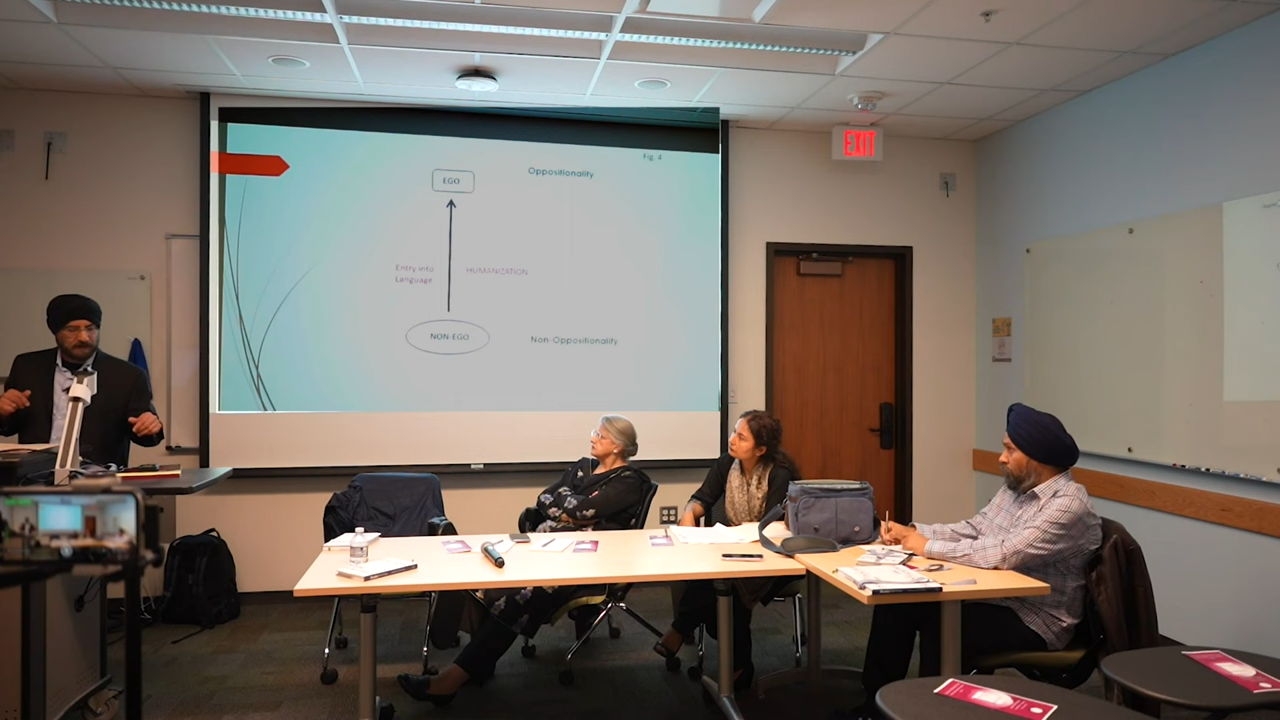 Fig. 4
EGO
Oppositionality
Entry into
Language
HUMANIZATION
NON-EGO
Non-Oppositionality
EXIT